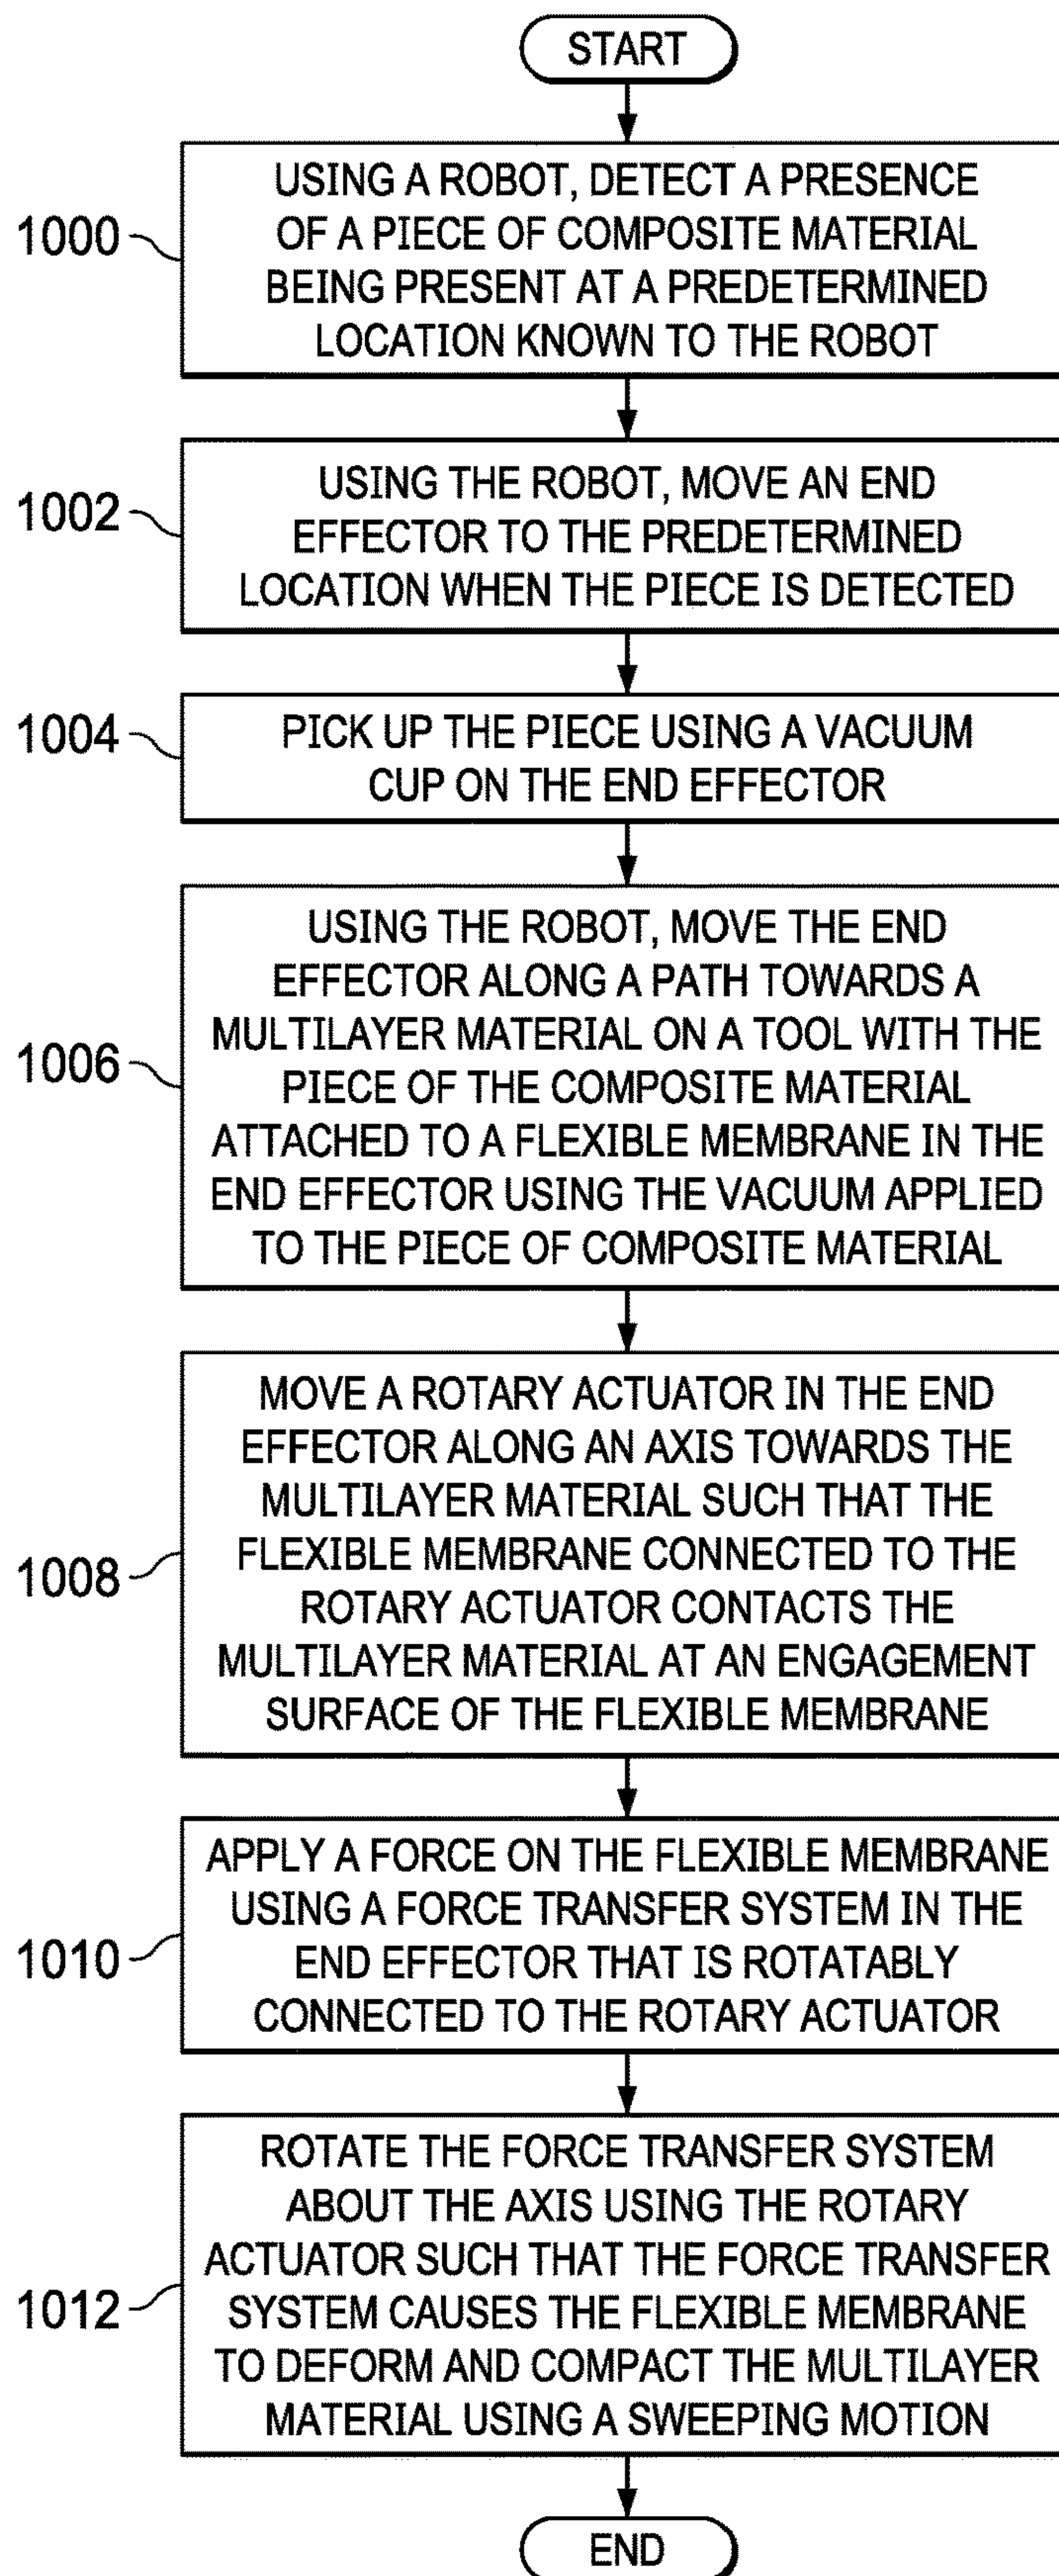 START
1000
USING A ROBOT, DETECT A PRESENCE
OF A PIECE OF COMPOSITE MATERIAL
BEING PRESENT AT A PREDETERMINED
LOCATION KNOWN TO THE ROBOT
1002
USING THE ROBOT, MOVE AN END
EFFECTOR TO THE PREDETERMINED
LOCATION WHEN THE PIECE IS DETECTED
1004
PICK UP THE PIECE USING A VACUUM
CUP ON THE END EFFECTOR
1006
USING THE ROBOT, MOVE THE END
EFFECTOR ALONG A PATH TOWARDS A
MULTILAYER MATERIAL ON A TOOL WITH THE
PIECE OF THE COMPOSITE MATERIAL
ATTACHED TO A FLEXIBLE MEMBRANE IN THE
END EFFECTOR USING THE VACUUM APPLIED
TO THE PIECE OF COMPOSITE MATERIAL
1008
MOVE A ROTARY ACTUATOR IN THE END
EFFECTOR ALONG AN AXIS TOWARDS THE
MULTILAYER MATERIAL SUCH THAT THE
FLEXIBLE MEMBRANE CONNECTED TO THE
ROTARY ACTUATOR CONTACTS THE
MULTILAYER MATERIAL AT AN ENGAGEMENT
SURFACE OF THE FLEXIBLE MEMBRANE
1010
APPLY A FORCE ON THE FLEXIBLE MEMBRANE
USING A FORCE TRANSFER SYSTEM IN THE
END EFFECTOR THAT IS ROTATABLY
CONNECTED TO THE ROTARY ACTUATOR
1012
ROTATE THE FORCE TRANSFER SYSTEM
ABOUT THE AXIS USING THE ROTARY
ACTUATOR SUCH THAT THE FORCE TRANSFER
SYSTEM CAUSES THE FLEXIBLE MEMBRANE
TO DEFORM AND COMPACT THE MULTILAYER
MATERIAL USING A SWEEPING MOTION
END